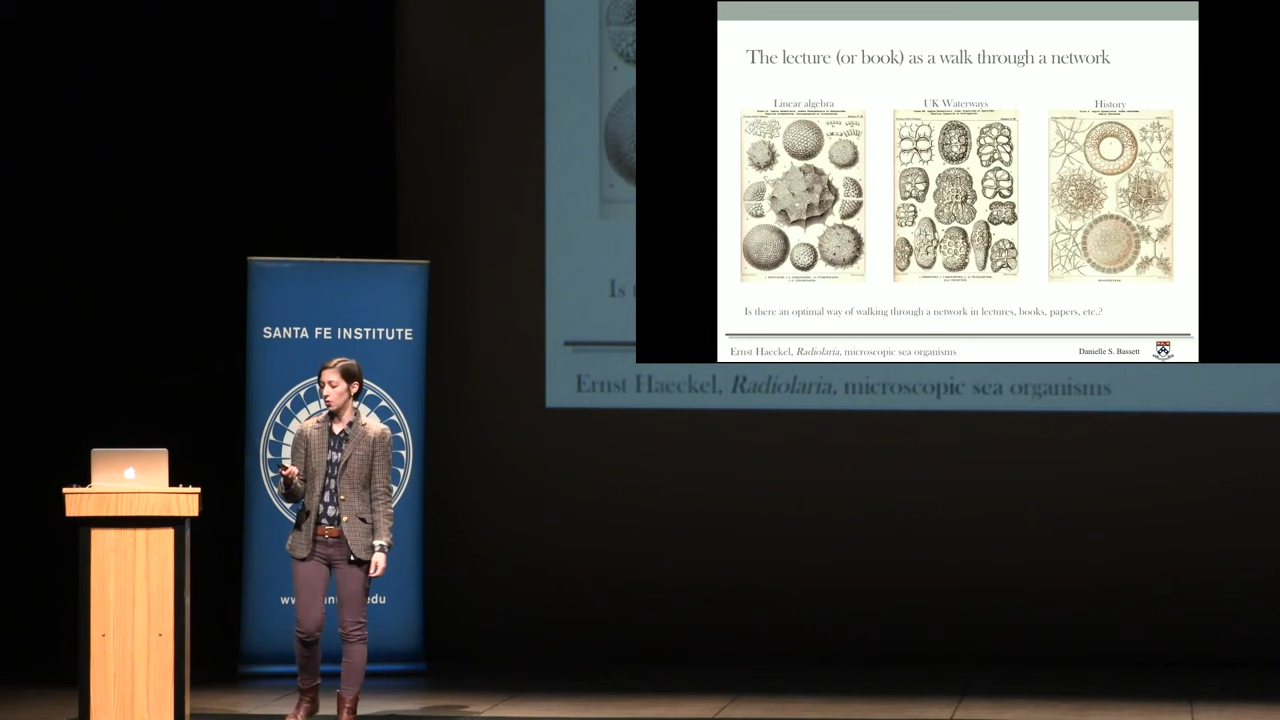 The lecture (or book) as a walk through a network
Linear algebra
UK Waterways
History
Is there an optimal way of walking through a network in lectures, books, papers, etc.?
Ernst Haeckel, Radiolaria, microscopic sea organisms
Danielle S. Bassett
Is t
Ernst Haeckel, Radiolaria, microscopic sea organisms
SANTA FE INSTITUTE